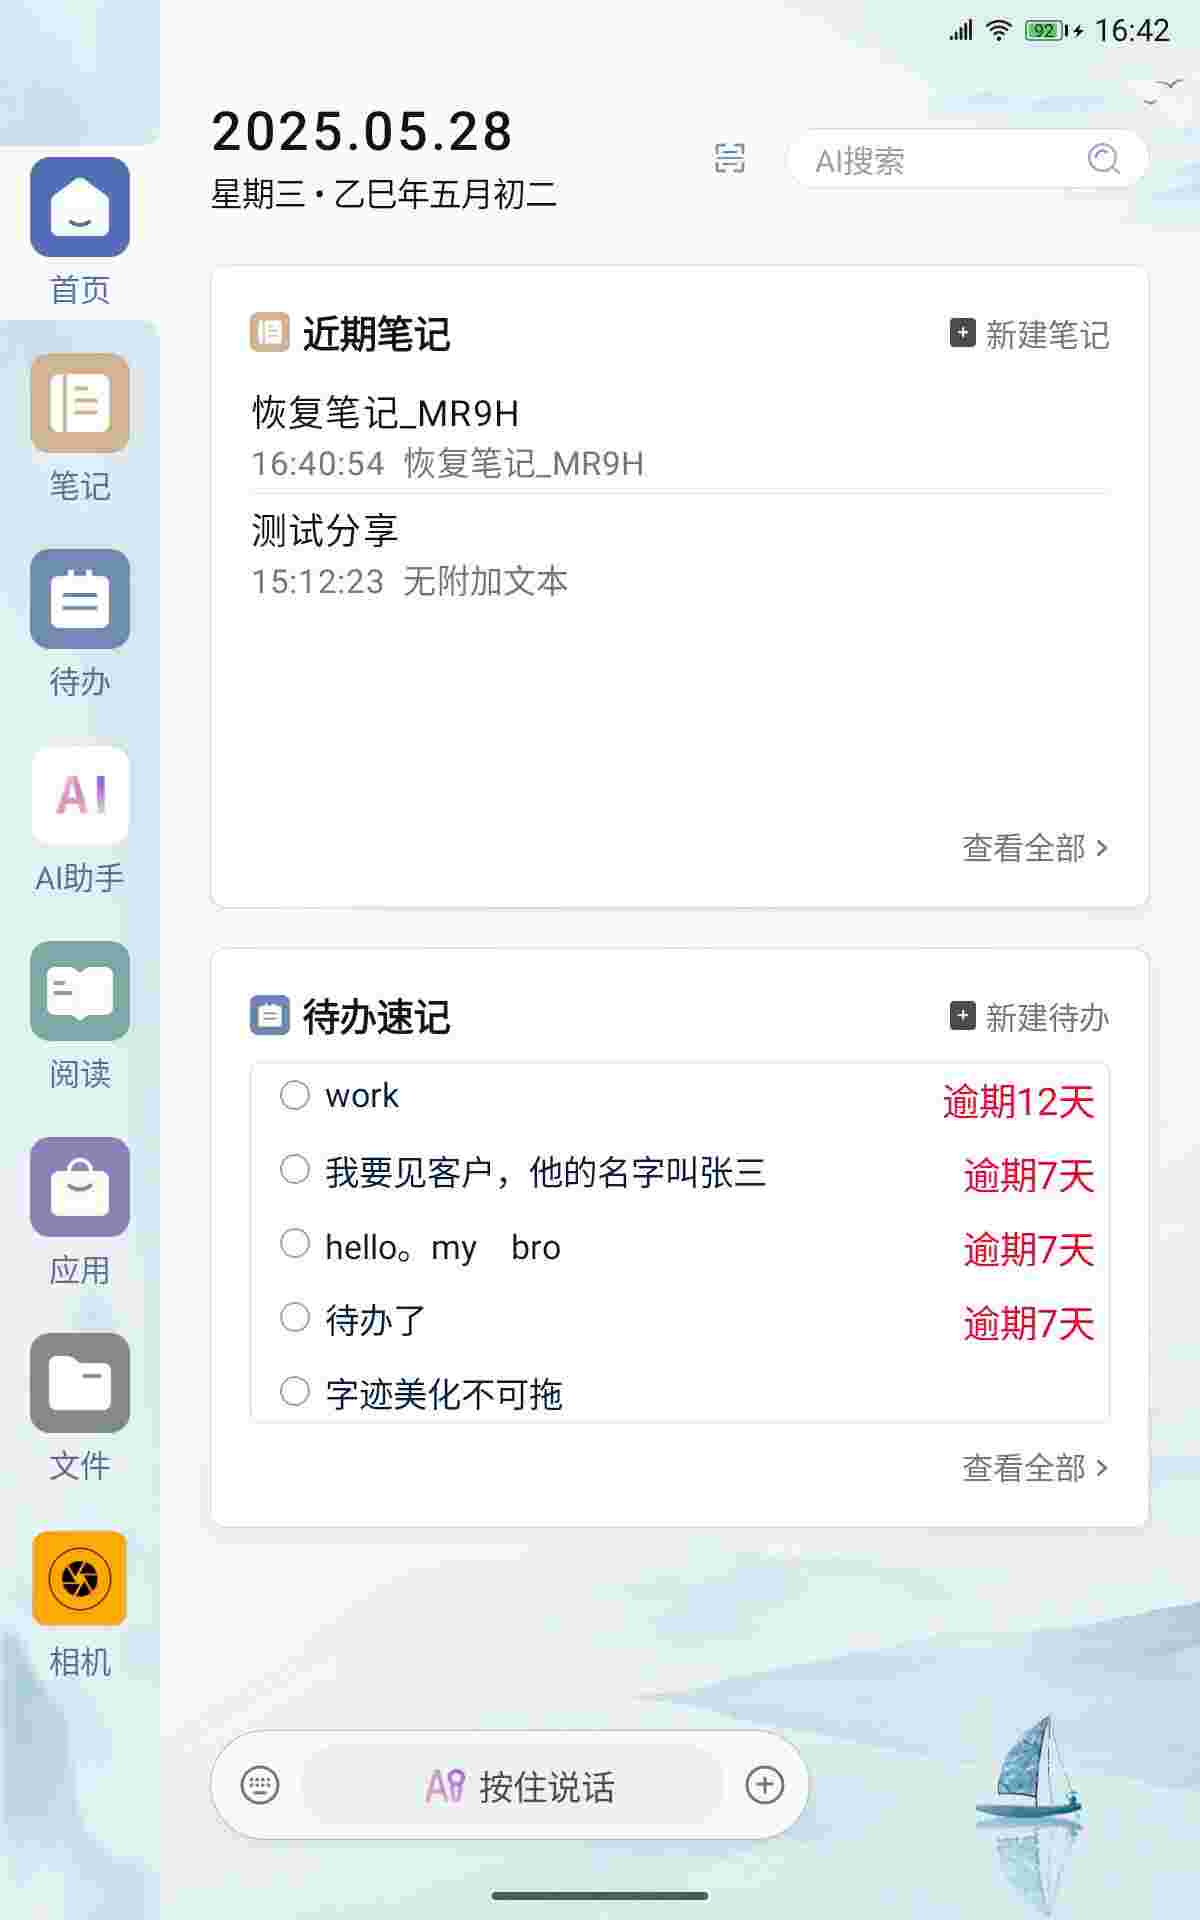 92 16:42
2025.05.28
星期三·乙巳年五月初二
AI搜索
首页
笔记
待办
AI
AI助手
阅读
应用
文件
相机
近期笔记
新建笔记
恢复笔记_MR9H
16:40:54 恢复笔记_MR9H
测试分享
15:12:23 无附加文本
查看全部 >
待办速记
新建待办
work 逾期12天
我要见客户，他的名字叫张三 逾期7天
hello。my bro 逾期7天
待办了 逾期7天
字迹美化不可拖
查看全部 >
按住说话